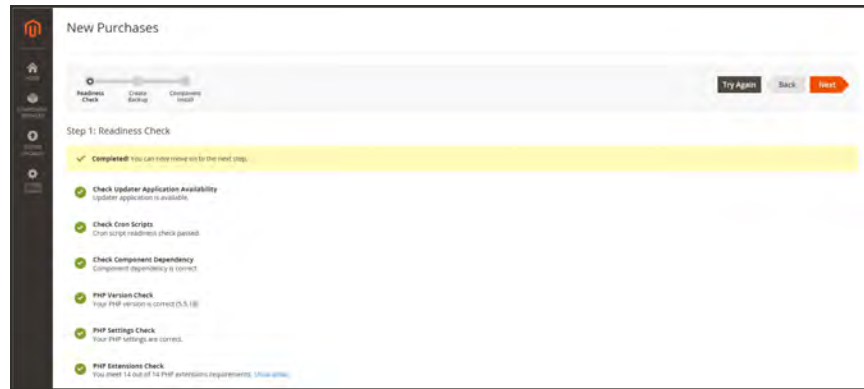 New Purchases
Readiness Check
Create Backup
Component Install
Try Again
Back
Next
Step 1: Readiness Check
Completed! You can now move on to the next step.
Check Updater Application Availability
Updater application is available.
Check Cron Scripts
Cron script readiness check passed.
Check Component Dependency
Component dependency is correct.
PHP Version Check
Your PHP version is correct (5.5.18)
PHP Settings Check
Your PHP settings are correct.
PHP Extensions Check
You meet 14 out of 14 PHP extensions requirements.